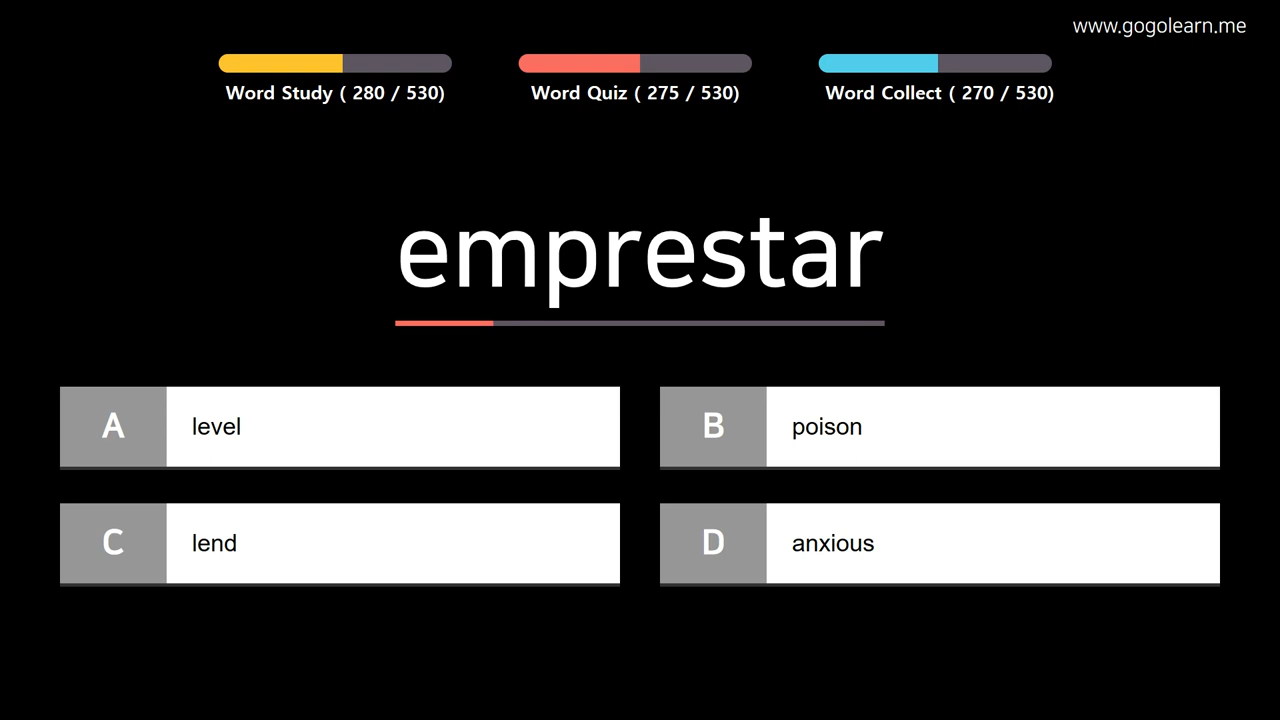 www.gogolearn.me
Word Study ( 280 / 530)
Word Quiz ( 275 / 530)
Word Collect ( 270 / 530)
emprestar
A level
B poison
C lend
D anxious